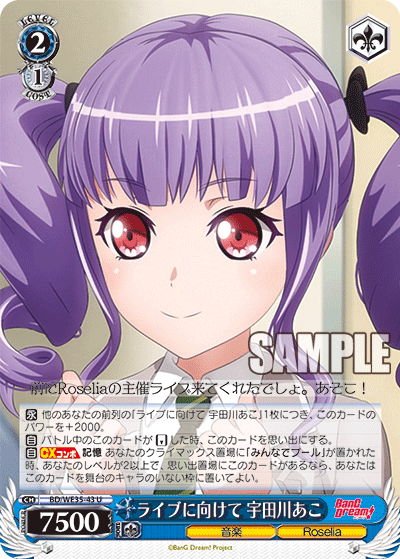 LEVEL
2
1
COST
SAMPLE
一前にRoseliaの主催ライブ来てくれたでしょ。あそこ！
永 他のあなたの前列の「ライブに向けて 宇田川あこ」1枚につき、このカードの
パワーを＋2000。
自 バトル中のこのカードが した時、このカードを思い出にする。
自 CXコンボ 記憶 あなたのクライマックス置場に「みんなでプール」が置かれた
時、あなたのレベルが2以上で、思い出置場にこのカードがあるなら、あなたは
このカードを舞台のキャラのいない枠に置いてよい。
CH BD/WE35-43 U
7500
ライブに向けて 宇田川あこ
音楽
Roselia
BanG Dream!
©BanG Dream! Project